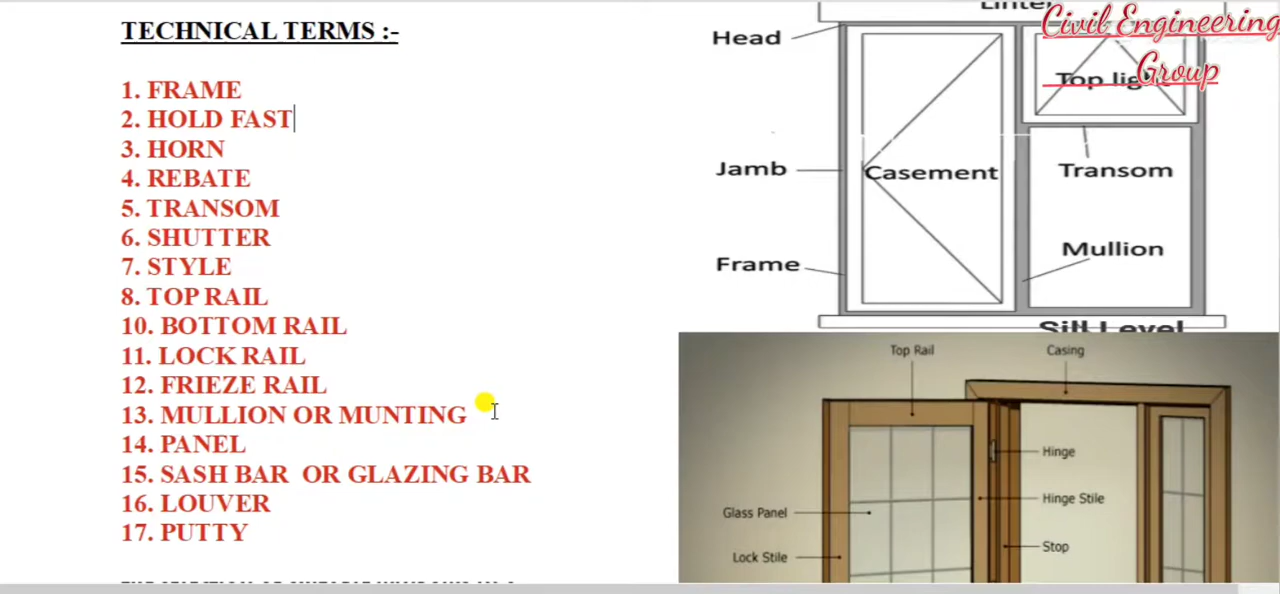 TECHNICAL TERMS :-
1. FRAME
2. HOLD FAST
3. HORN
4. REBATE
5. TRANSOM
6. SHUTTER
7. STYLE
8. TOP RAIL
10. BOTTOM RAIL
11. LOCK RAIL
12. FRIEZE RAIL
13. MULLION OR MUNTING
14. PANEL
15. SASH BAR OR GLAZING BAR
16. LOUVER
17. PUTTY
Civil Engineering
Group
Head
Top light
Jamb
Casement
Transom
Mullion
Frame
Sill Level
Top Rail
Casing
Hinge
Hinge Stile
Glass Panel
Stop
Lock Stile